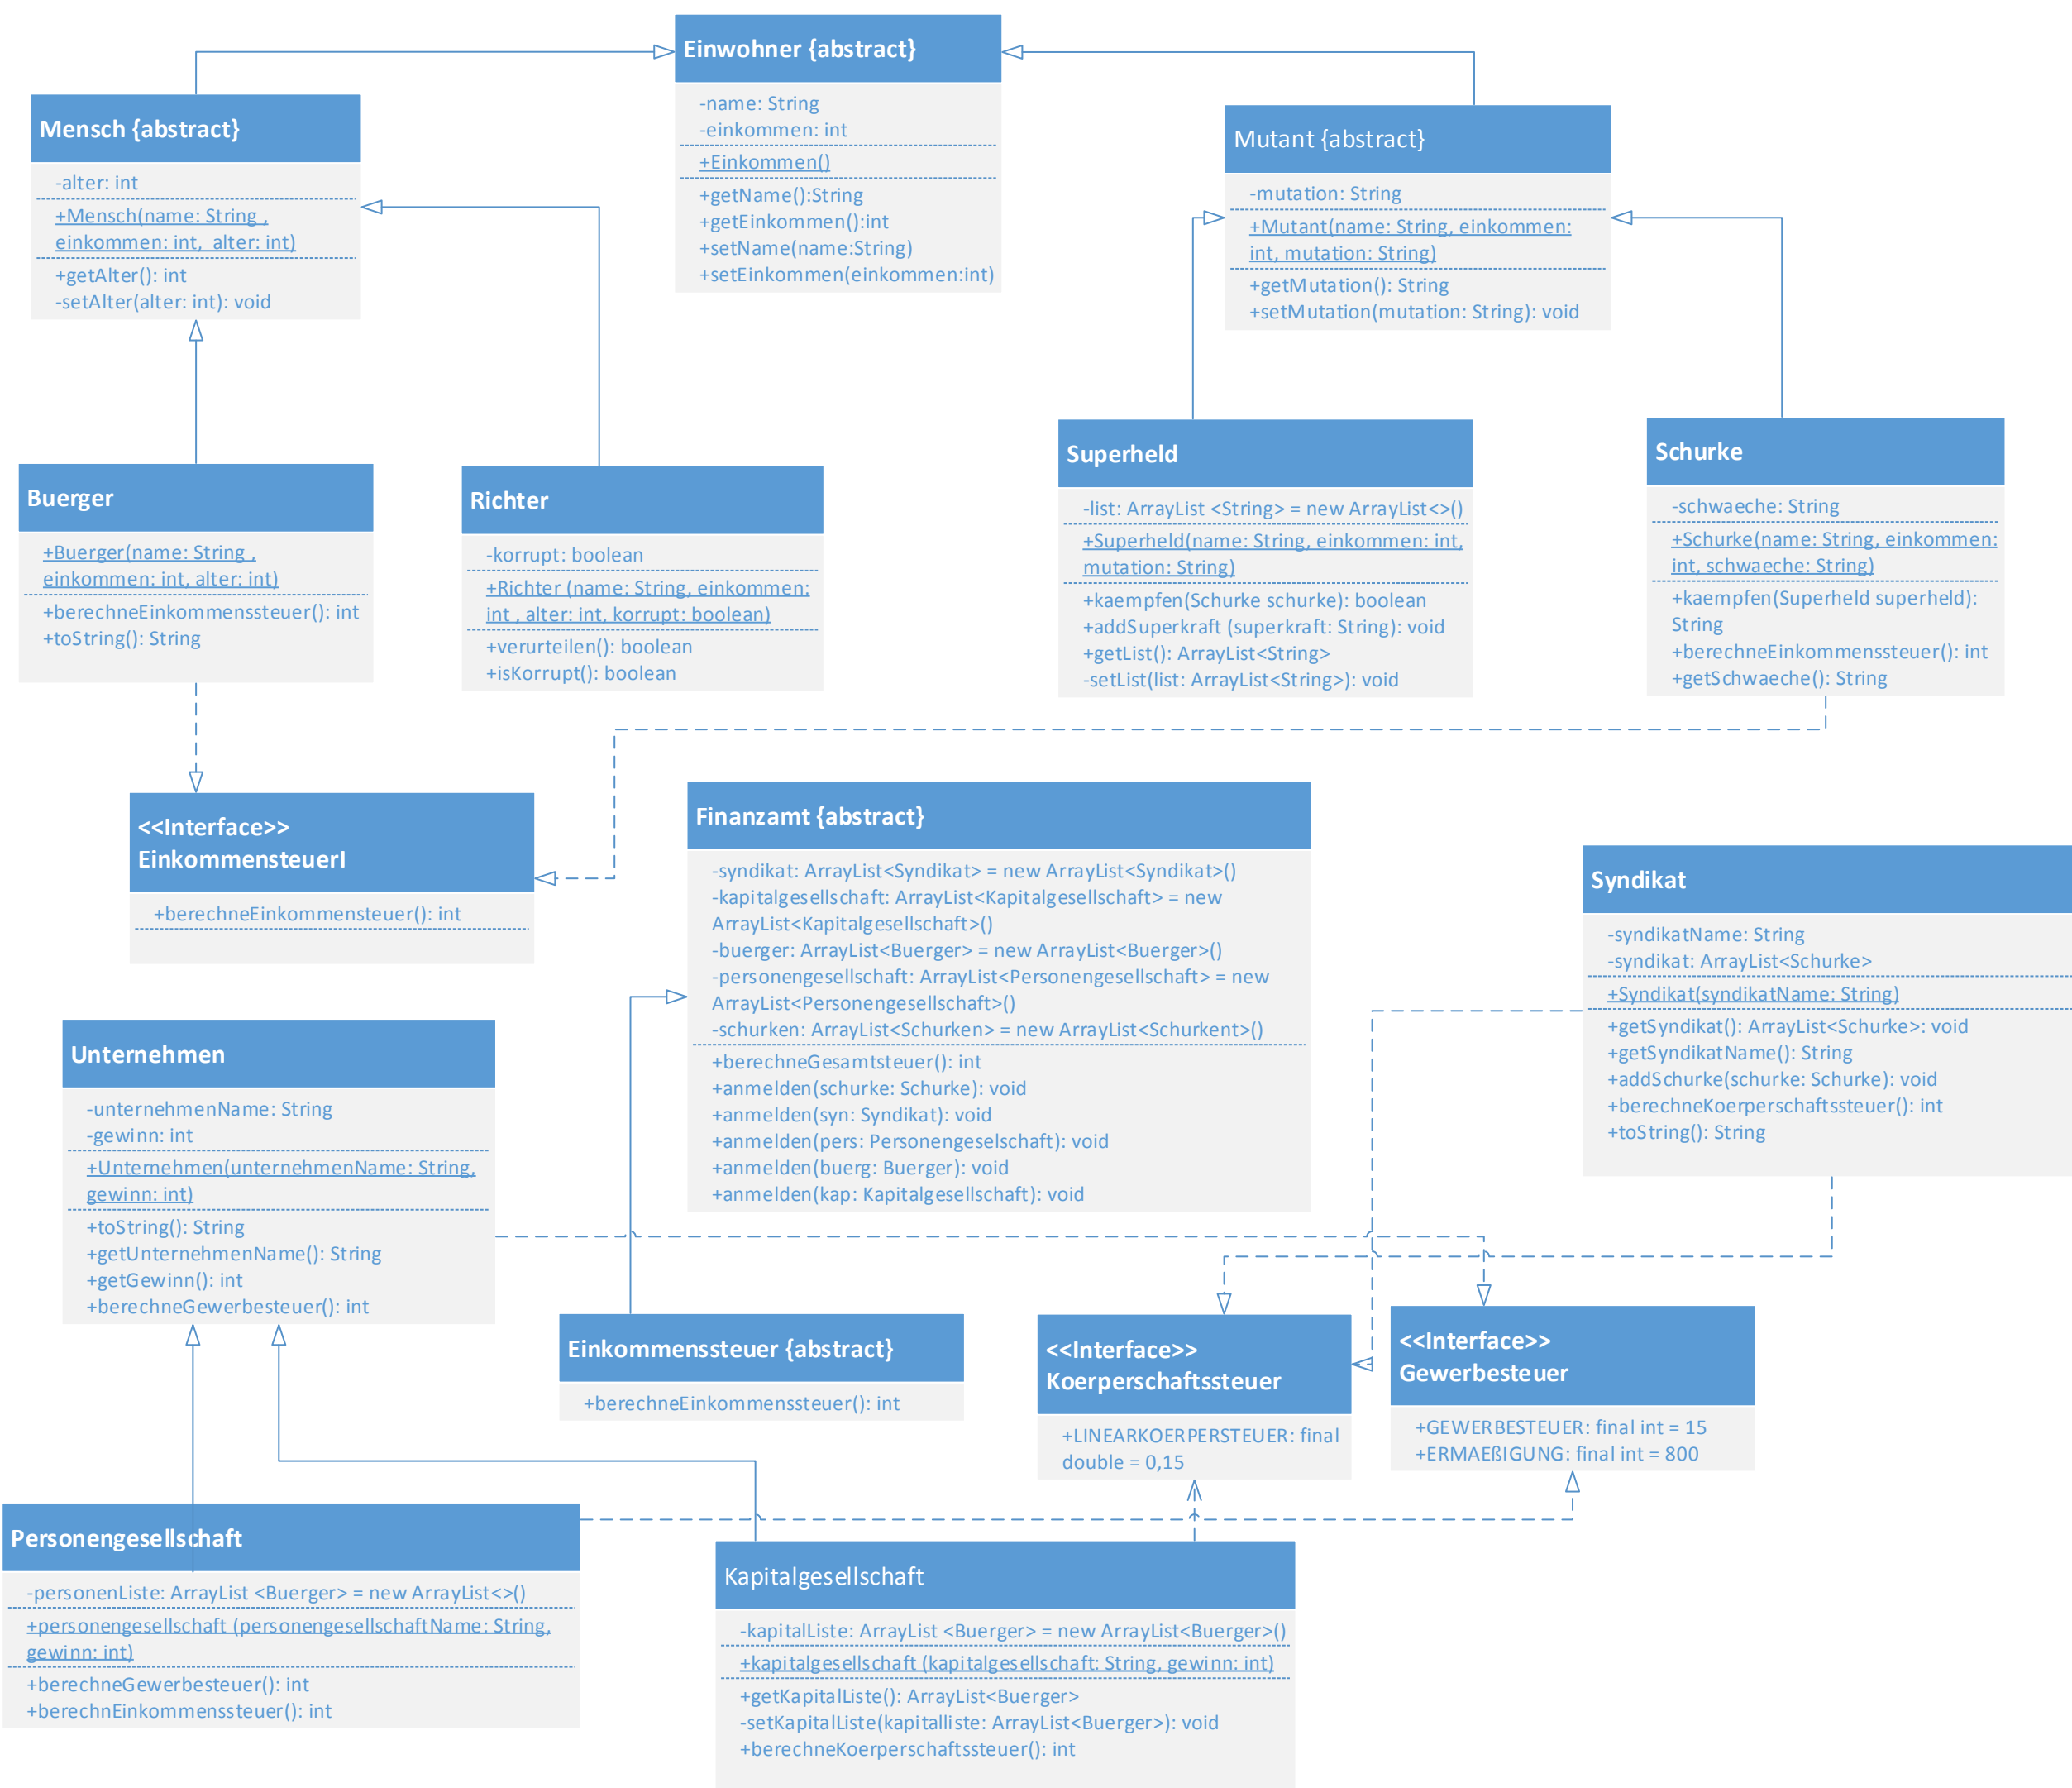 Einwohner {abstract}
-name: String
-einkommen: int
+Einkommen()
+getName():String
+getEinkommen():int
+setName(name:String)
+setEinkommen(einkommen:int)
Mensch {abstract}
-alter: int
+Mensch(name: String ,
einkommen: int,  alter: int)
+getAlter(): int
-setAlter(alter: int): void
Mutant {abstract}
-mutation: String
+Mutant(name: String, einkommen:
int, mutation: String)
+getMutation(): String
+setMutation(mutation: String): void
Buerger
+Buerger(name: String ,
einkommen: int, alter: int)
+berechneEinkommenssteuer(): int
+toString(): String
Richter
-korrupt: boolean
+Richter (name: String, einkommen:
int , alter: int, korrupt: boolean)
+verurteilen(): boolean
+isKorrupt(): boolean
Superheld
-list: ArrayList <String> = new ArrayList<>()
+Superheld(name: String, einkommen: int,
mutation: String)
+kaempfen(Schurke schurke): boolean
+addSuperkraft (superkraft: String): void
+getList(): ArrayList<String>
-setList(list: ArrayList<String>): void
Schurke
-schwaeche: String
+Schurke(name: String, einkommen:
int, schwaeche: String)
+kaempfen(Superheld superheld):
String
+berechneEinkommenssteuer(): int
+getSchwaeche(): String
<<Interface>>
EinkommensteuerI
+berechneEinkommensteuer(): int
Finanzamt {abstract}
-syndikat: ArrayList<Syndikat> = new ArrayList<Syndikat>()
-kapitalgesellschaft: ArrayList<Kapitalgesellschaft> = new
ArrayList<Kapitalgesellschaft>()
-buerger: ArrayList<Buerger> = new ArrayList<Buerger>()
-personengesellschaft: ArrayList<Personengesellschaft> = new
ArrayList<Personengesellschaft>()
-schurken: ArrayList<Schurken> = new ArrayList<Schurkent>()
+berechneGesamtsteuer(): int
+anmelden(schurke: Schurke): void
+anmelden(syn: Syndikat): void
+anmelden(pers: Personengeselschaft): void
+anmelden(buerg: Buerger): void
+anmelden(kap: Kapitalgesellschaft): void
Syndikat
-syndikatName: String
-syndikat: ArrayList<Schurke>
+Syndikat(syndikatName: String)
+getSyndikat(): ArrayList<Schurke>: void
+getSyndikatName(): String
+addSchurke(schurke: Schurke): void
+berechneKoerperschaftssteuer(): int
+toString(): String
Unternehmen
-unternehmenName: String
-gewinn: int
+Unternehmen(unternehmenName: String,
gewinn: int)
+toString(): String
+getUnternehmenName(): String
+getGewinn(): int
+berechneGewerbesteuer(): int
Einkommenssteuer {abstract}
+berechneEinkommenssteuer(): int
<<Interface>>
Koerperschaftssteuer
+LINEARKOERPERSTEUER: final
double = 0,15
<<Interface>>
Gewerbesteuer
+GEWERBESTEUER: final int = 15
+ERMAEßIGUNG: final int = 800
Personengesellschaft
-personenListe: ArrayList <Buerger> = new ArrayList<>()
+personengesellschaft (personengesellschaftName: String,
gewinn: int)
+berechneGewerbesteuer(): int
+berechnEinkommenssteuer(): int
Kapitalgesellschaft
-kapitalListe: ArrayList <Buerger> = new ArrayList<Buerger>()
+kapitalgesellschaft (kapitalgesellschaft: String, gewinn: int)
+getKapitalListe(): ArrayList<Buerger>
-setKapitalListe(kapitalliste: ArrayList<Buerger>): void
+berechneKoerperschaftssteuer(): int